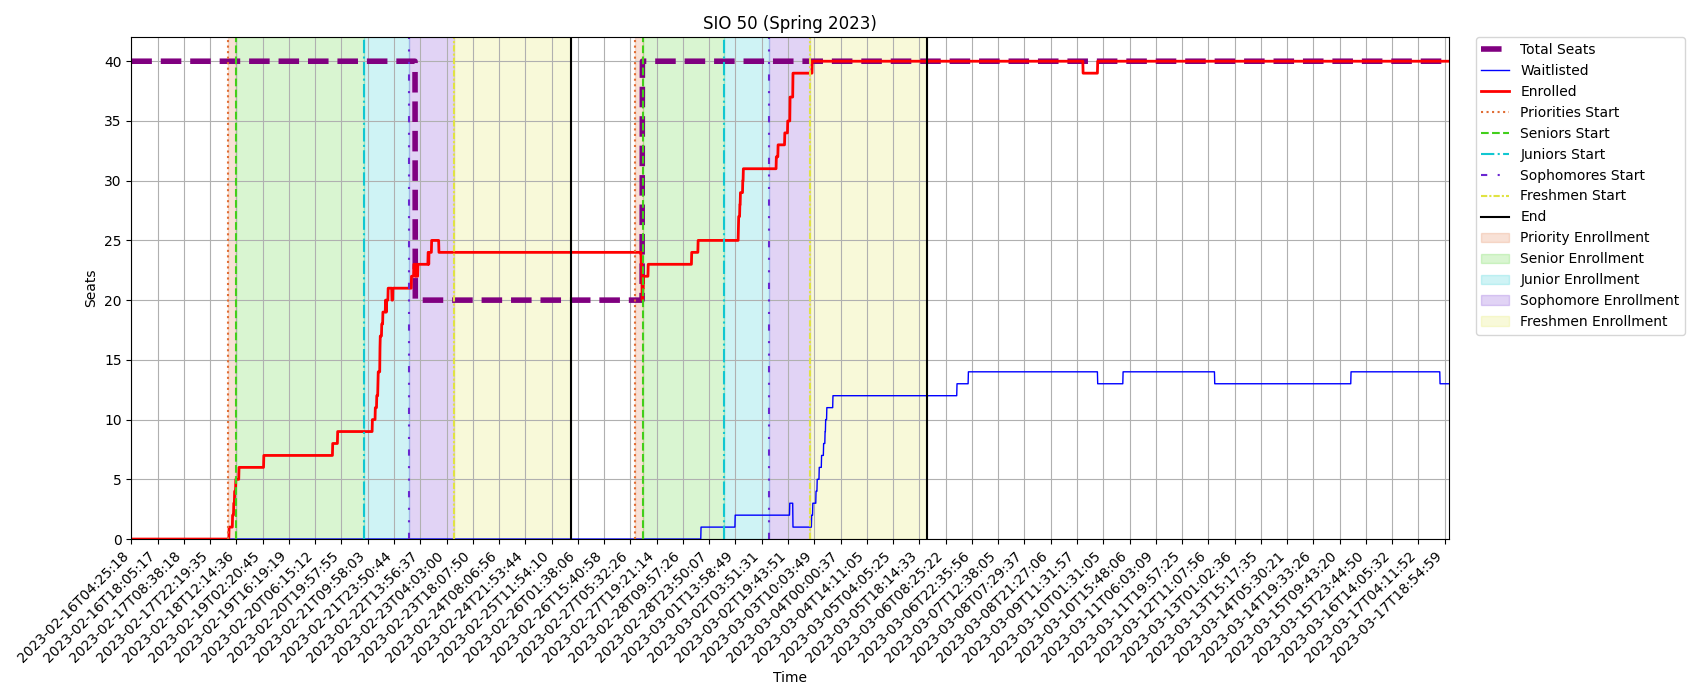 SIO 50 (Spring 2023)
40
35
30
25
20
15
10
5
0
Seats
2023-02-16T04:25:18
2023-02-16T18:05:17
2023-02-17T08:38:18
2023-02-17T22:19:35
2023-02-18T12:14:36
2023-02-19T02:20:45
2023-02-19T16:19:19
2023-02-20T06:15:12
2023-02-20T19:57:55
2023-02-21T09:58:03
2023-02-21T23:50:44
2023-02-22T13:56:37
2023-02-23T04:03:00
2023-02-23T18:07:50
2023-02-24T08:06:56
2023-02-24T21:53:44
2023-02-25T11:54:10
2023-02-26T01:38:06
2023-02-26T15:40:58
2023-02-27T05:32:26
2023-02-27T19:21:14
2023-02-28T09:57:26
2023-02-28T23:50:07
2023-03-01T13:58:49
2023-03-02T03:51:31
2023-03-02T19:43:51
2023-03-03T10:03:49
2023-03-04T00:00:37
2023-03-04T14:11:05
2023-03-05T04:05:25
2023-03-05T18:14:33
2023-03-06T08:25:22
2023-03-06T22:35:56
2023-03-07T12:38:05
2023-03-08T07:29:37
2023-03-08T21:27:06
2023-03-09T11:31:57
2023-03-10T01:31:05
2023-03-10T15:48:06
2023-03-11T06:03:09
2023-03-11T19:57:25
2023-03-12T11:07:56
2023-03-13T01:02:36
2023-03-13T15:17:35
2023-03-14T05:30:21
2023-03-14T19:33:26
2023-03-15T09:43:20
2023-03-15T23:44:50
2023-03-16T14:05:32
2023-03-17T04:11:52
2023-03-17T18:54:59
Time
Total Seats
Waitlisted
Enrolled
Priorities Start
Seniors Start
Juniors Start
Sophomores Start
Freshmen Start
End
Priority Enrollment
Senior Enrollment
Junior Enrollment
Sophomore Enrollment
Freshmen Enrollment